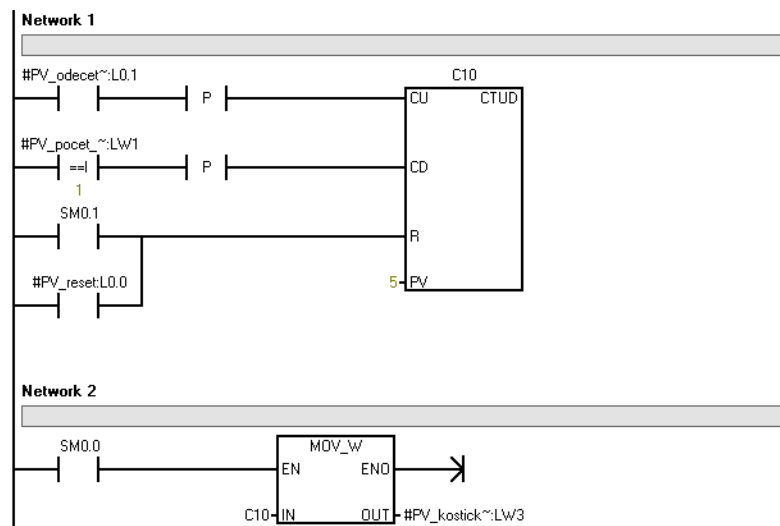 Network 1
#PV_odecet~:L0.1
C10
P
CU CTUD
#PV_pocet_~:LW1
==I
P
CD
1
SM0.1
R
#PV_reset:L0.0
5 PV
Network 2
SM0.0
MOV_W
EN ENO
C10 IN OUT #PV_kostick~:LW3